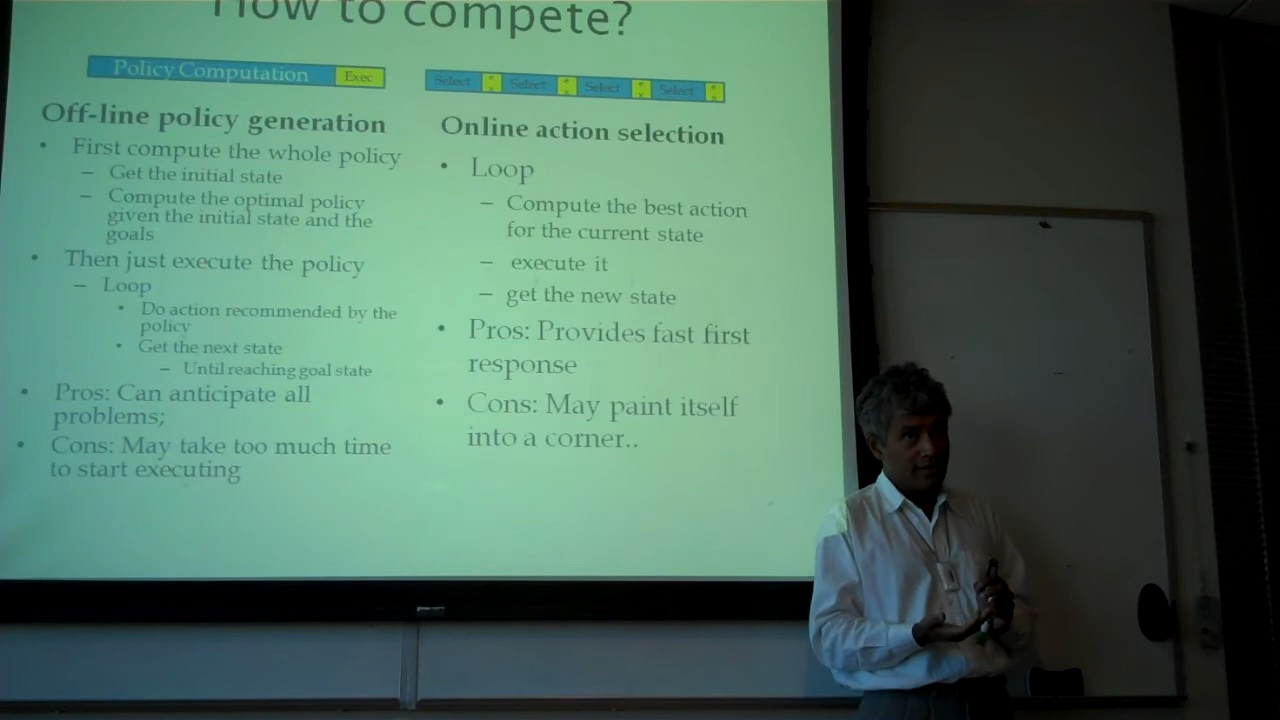 How to compete?
Policy Computation Exec
Select e x Select e x Select e x Select e x
Off-line policy generation
• First compute the whole policy
– Get the initial state
– Compute the optimal policy
given the initial state and the
goals
• Then just execute the policy
– Loop
• Do action recommended by the
policy
• Get the next state
– Until reaching goal state
• Pros: Can anticipate all
problems;
• Cons: May take too much time
to start executing
Online action selection
• Loop
– Compute the best action
for the current state
– execute it
– get the new state
• Pros: Provides fast first
response
• Cons: May paint itself
into a corner..